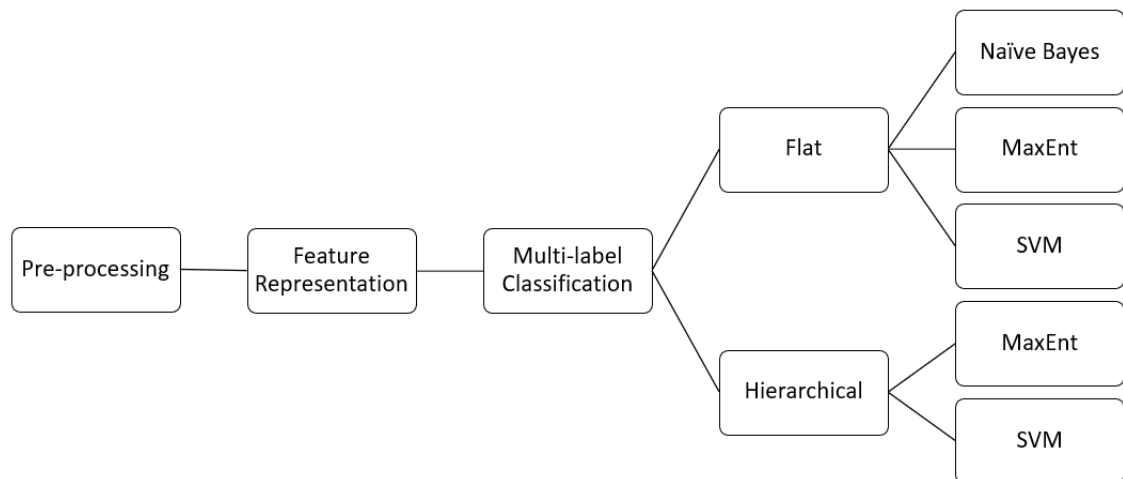 Pre-processing
Feature
Representation
Multi-label
Classification
Flat
Hierarchical
Naïve Bayes
MaxEnt
SVM
MaxEnt
SVM